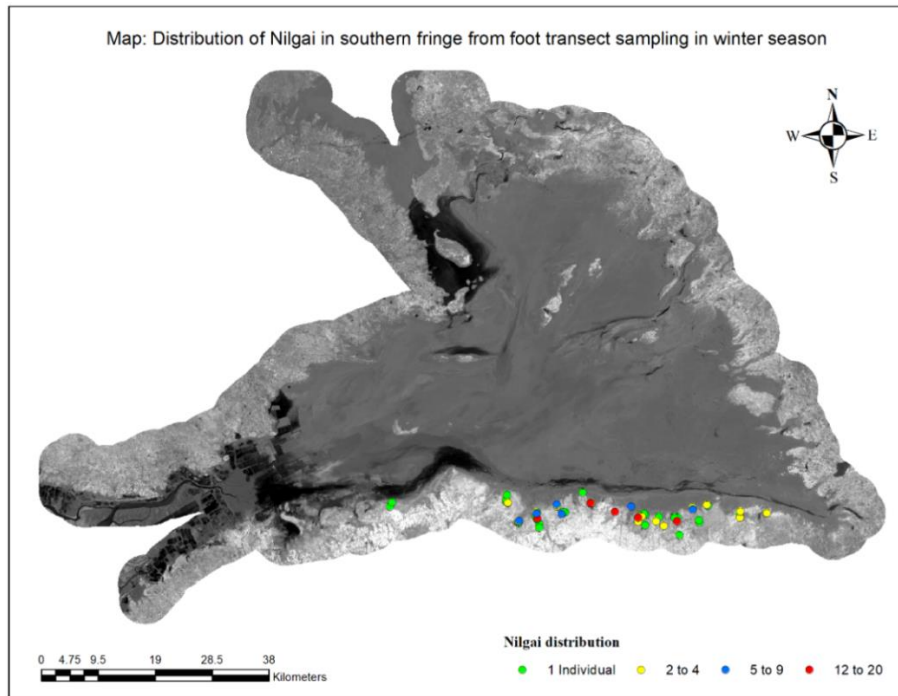 Map: Distribution of Nilgai in southern fringe from foot transect sampling in winter season
N
W E
S
Nilgai distribution
0 4.75 9.5 19 28.5 38
Kilometers
1 Individual 2 to 4 5 to 9 12 to 20